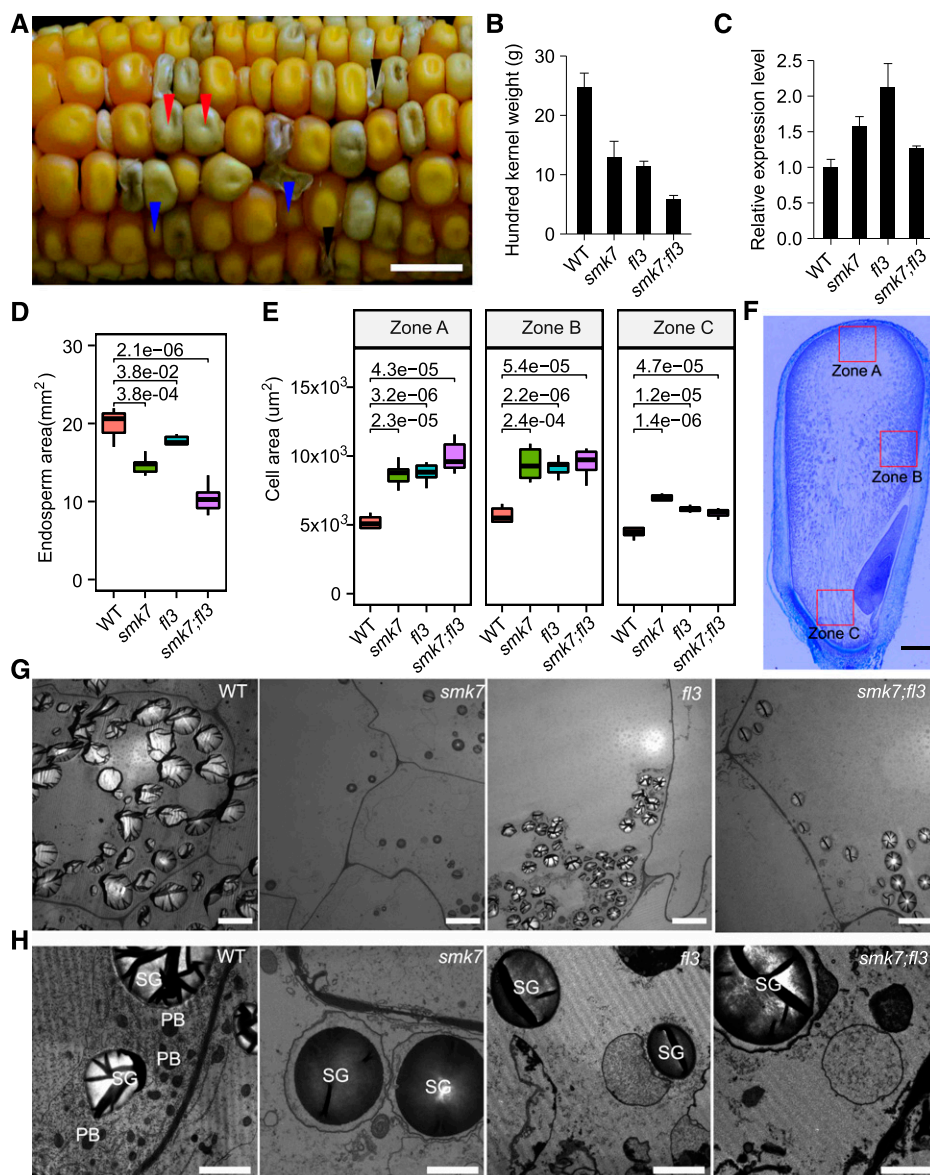 A
B
Hundred kernel weight (g)
30
20
10
0
WT
smk7
fl3
smk7;fl3
C
Relative expression level
2.5
2.0
1.5
1.0
0.5
0.0
WT
smk7
fl3
smk7;fl3
D
Endosperm area(mm²)
30
20
10
0
2.1e−06
3.8e−02
3.8e−04
WT
smk7
fl3
smk7;fl3
E
Cell area (um²)
15x10³
10x10³
5x10³
0
Zone A
4.3e−05
3.2e−06
2.3e−05
WT
smk7
fl3
smk7;fl3
Zone B
5.4e−05
2.2e−06
2.4e−04
WT
smk7
fl3
smk7;fl3
Zone C
4.7e−05
1.2e−05
1.4e−06
WT
smk7
fl3
smk7;fl3
F
Zone A
Zone B
Zone C
G
WT
smk7
fl3
smk7;fl3
H
WT
SG
PB
PB
SG
PB
smk7
SG
SG
fl3
SG
SG
smk7;fl3
SG